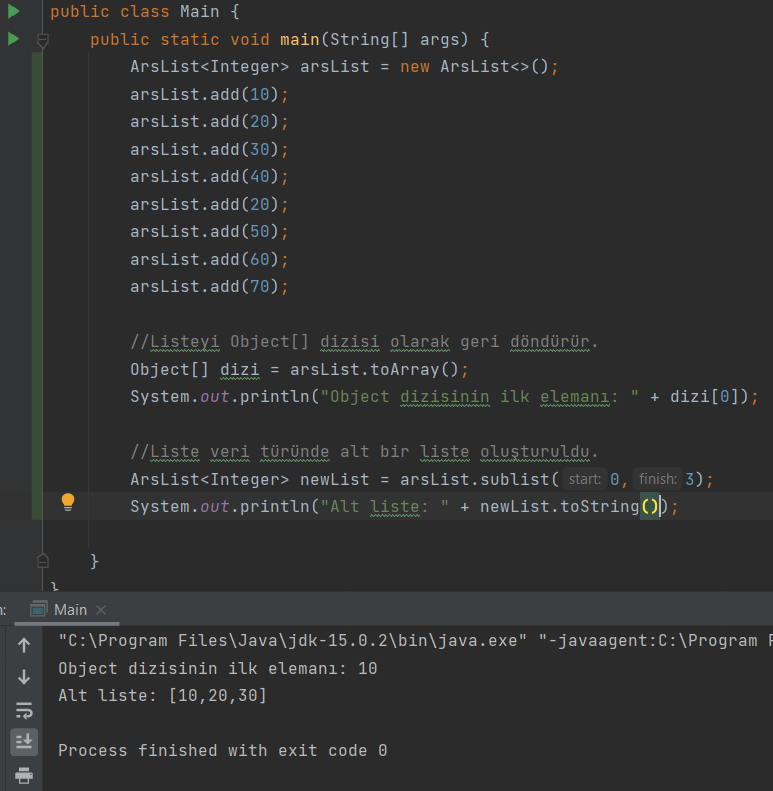 public class Main {
public static void main(String[] args) {
ArsList<Integer> arsList = new ArsList<>();
arsList.add(10);
arsList.add(20);
arsList.add(30);
arsList.add(40);
arsList.add(20);
arsList.add(50);
arsList.add(60);
arsList.add(70);
//Listeyi Object[] dizisi olarak geri döndürür.
Object[] dizi = arsList.toArray();
System.out.println("Object dizisinin ilk elemanı: " + dizi[0]);
//Liste veri türünde alt bir liste oluşturuldu.
ArsList<Integer> newList = arsList.sublist( start: 0, finish: 3);
System.out.println("Alt liste: " + newList.toString());
}
}
Main ×
"C:\Program Files\Java\jdk-15.0.2\bin\java.exe" "-javaagent:C:\Program
Object dizisinin ilk elemanı: 10
Alt liste: [10,20,30]
Process finished with exit code 0